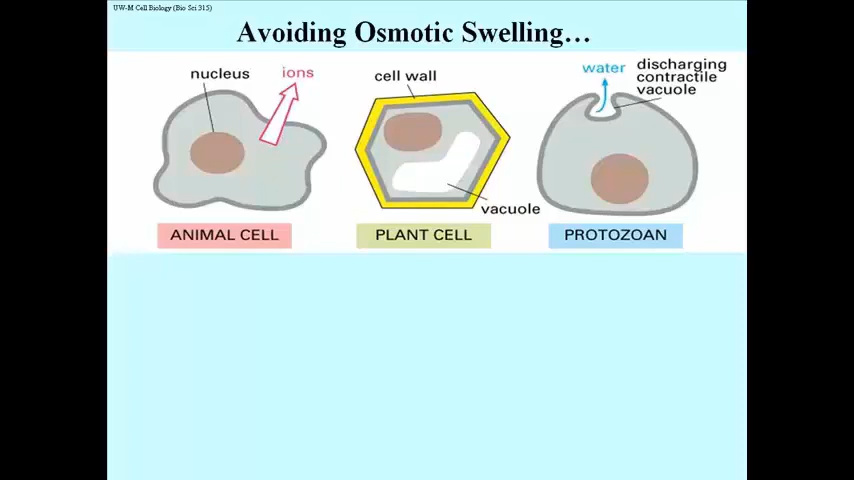 UW-M Cell Biology (Bio Sci 315)
Avoiding Osmotic Swelling…
nucleus
ions
cell wall
water
discharging
contractile
vacuole
vacuole
ANIMAL CELL
PLANT CELL
PROTOZOAN